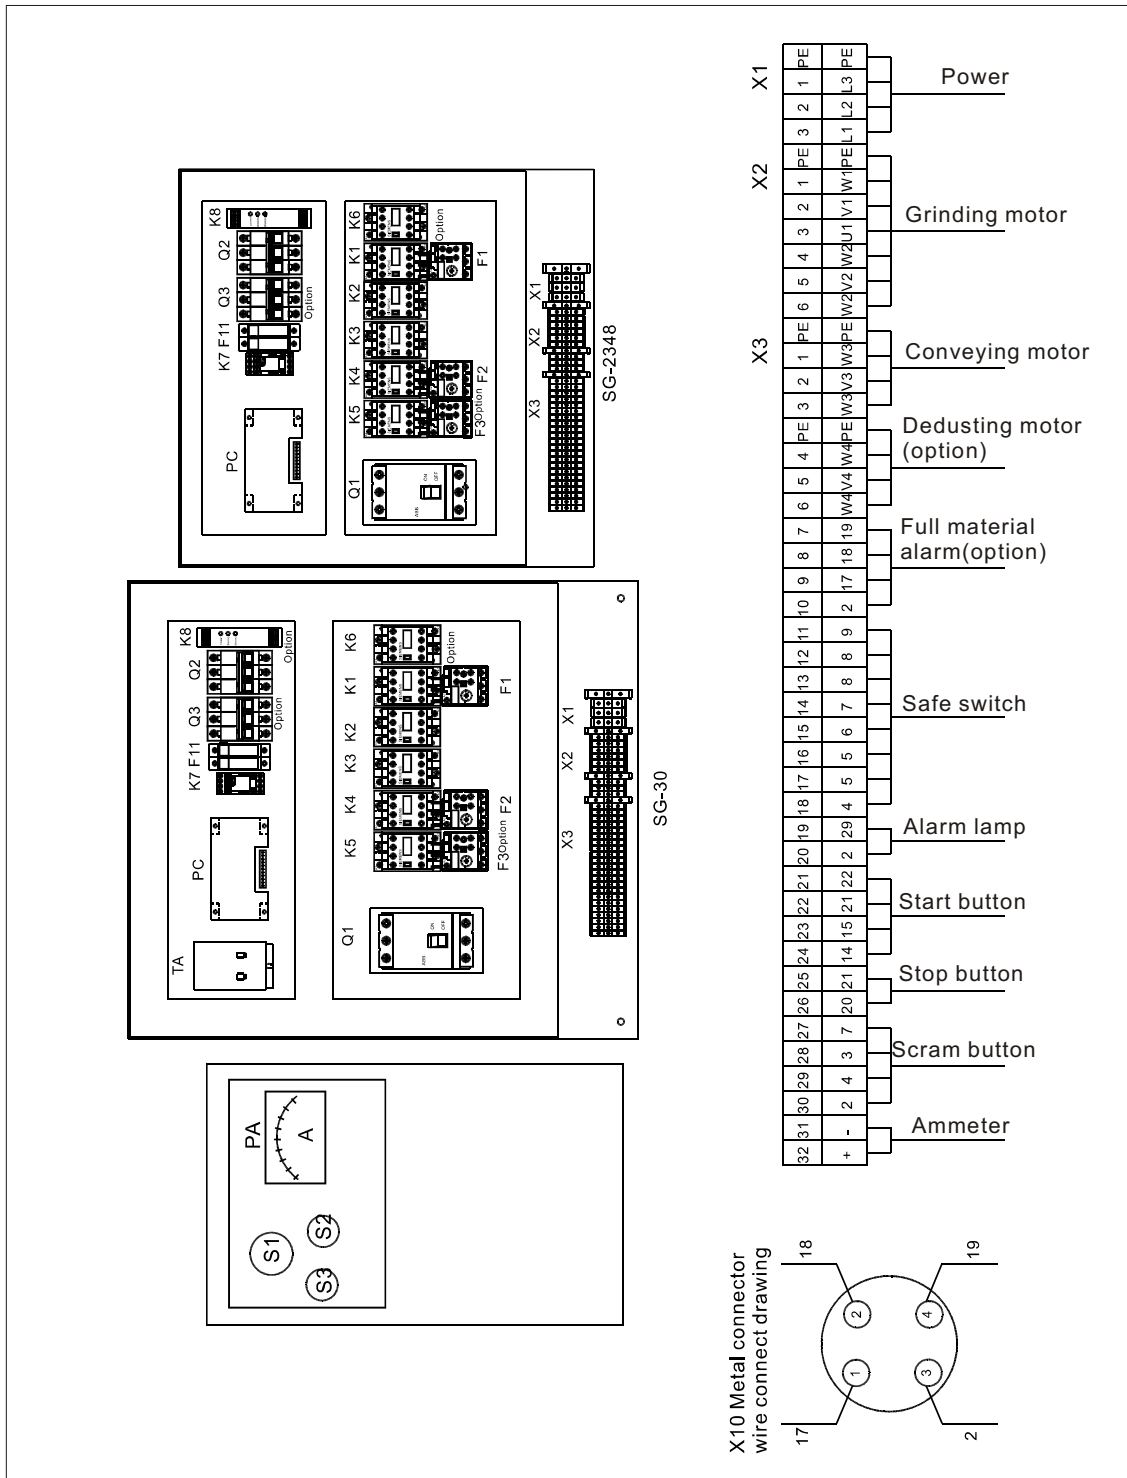 K8
Q2
Q3
Option
K7 F11
PC
K6
Option
K1
F1
K2
K3
K4
F2
K5
F3Option
Q1
ABB
ON
OFF
X1
X2
X3
SG-2348
K8
Option
Q2
Q3
Option
K7 F11
PC
TA
K6
Option
K1
F1
K2
K3
K4
F2
K5
F3Option
Q1
ABB
ON
OFF
X1
X2
X3
SG-30
PA
A
S1
S2
S3
X1
PE PE
1 L3
2 L2
3 L1
Power
X2
PE PE
1 W1
2 V1
3 U1
4 W2
5 V2
6 W2
Grinding motor
X3
PE PE
1 W3
2 V3
3 W3
Conveying motor
PE PE
4 W4
5 V4
6 W4
Dedusting motor
(option)
7 19
8 18
9 17
10 2
Full material
alarm(option)
11 9
12 8
13 8
14 7
15 6
16 5
17 5
18 4
Safe switch
19 29
20 2
Alarm lamp
21 22
22 21
23 15
24 14
Start button
25 21
26 20
Stop button
27 7
28 3
29 4
30 2
Scram button
31 -
32 +
Ammeter
X10 Metal connector
wire connect drawing
18
19
2
4
1
3
17
2